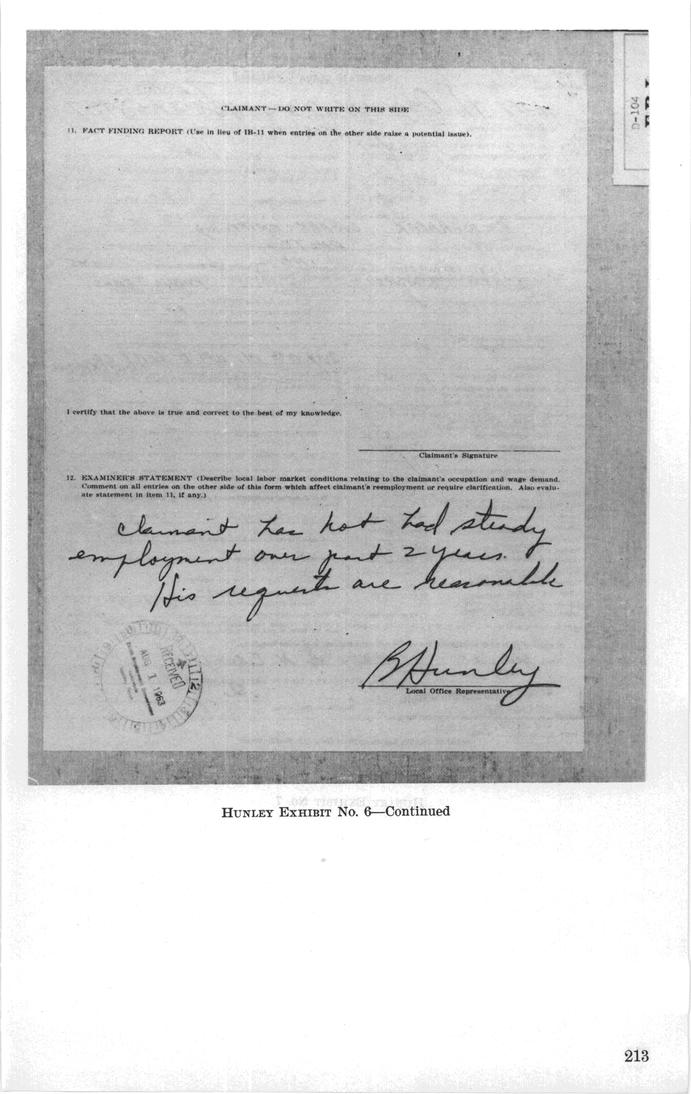 D-104
CLAIMANT—DO NOT WRITE ON THIS SIDE
11. FACT FINDING REPORT (Use in lieu of IB-11 when entries on the other side raise a potential issue).
I certify that the above is true and correct to the best of my knowledge.
Claimant's Signature
12. EXAMINER'S STATEMENT (Describe local labor market conditions relating to the claimant's occupation and wage demand.
Comment on all entries on the other side of this form which affect claimant's reemployment or require clarification. Also evalu-
ate statement in item 11, if any.)
Claimant has not had steady
employment over past 2 years.
His requests are reasonable
RECEIVED
AUG 1 1963
B Hunley
Local Office Representative
HUNLEY EXHIBIT No. 6—Continued
213